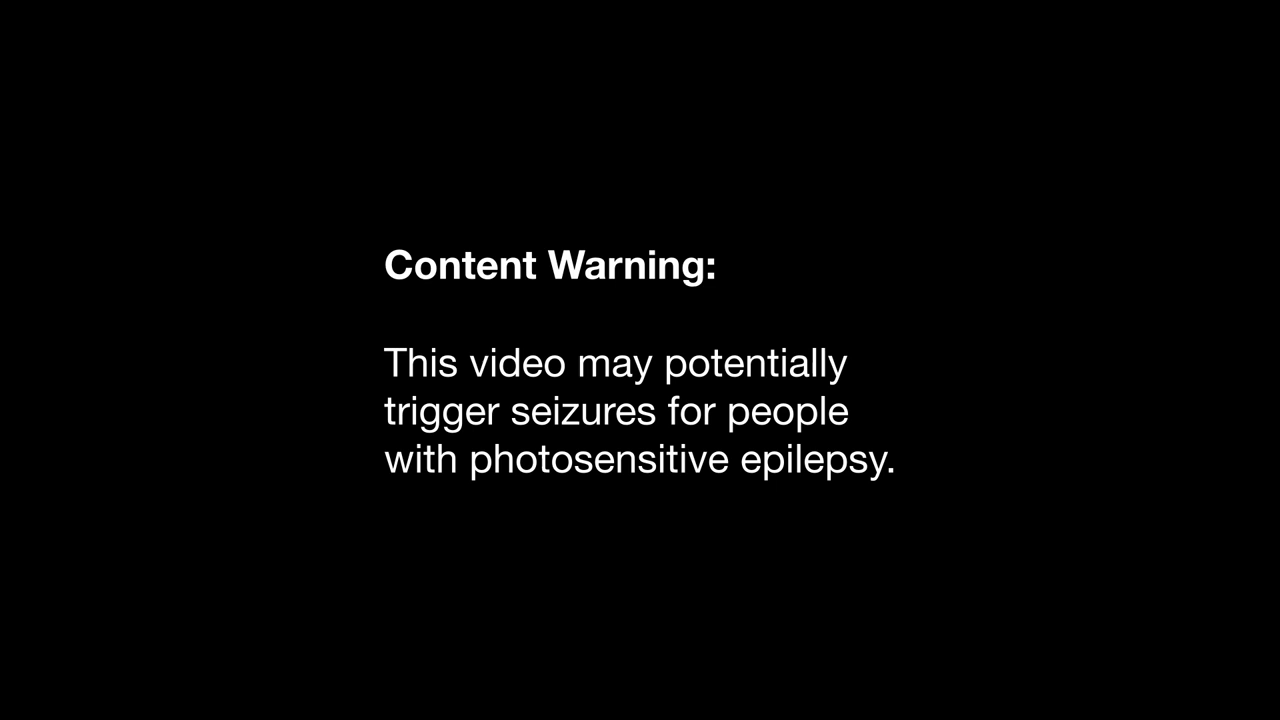 Content Warning:
This video may potentially
trigger seizures for people
with photosensitive epilepsy.